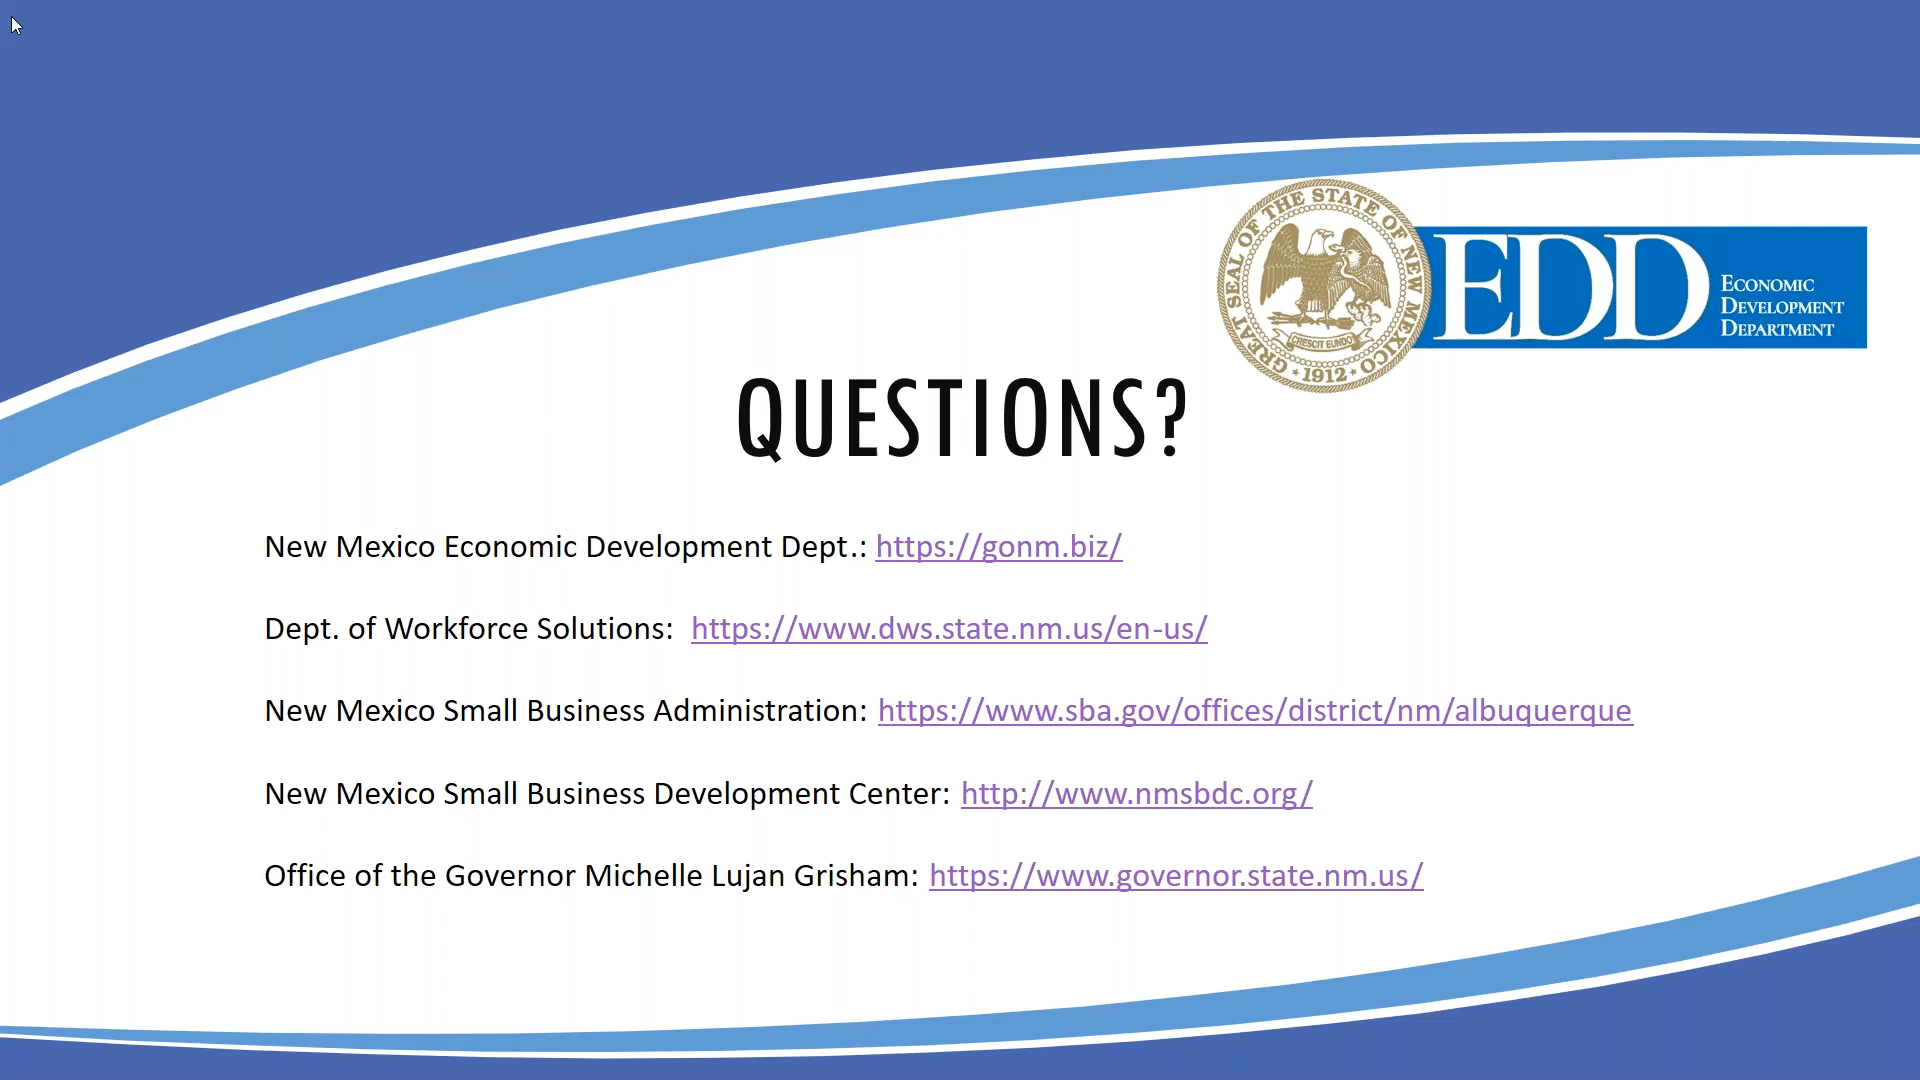 GREAT SEAL OF THE STATE OF NEW MEXICO
CRESCIT EUNDO
1912
EDD
ECONOMIC
DEVELOPMENT
DEPARTMENT
QUESTIONS?
New Mexico Economic Development Dept.: https://gonm.biz/
Dept. of Workforce Solutions: https://www.dws.state.nm.us/en-us/
New Mexico Small Business Administration: https://www.sba.gov/offices/district/nm/albuquerque
New Mexico Small Business Development Center: http://www.nmsbdc.org/
Office of the Governor Michelle Lujan Grisham: https://www.governor.state.nm.us/